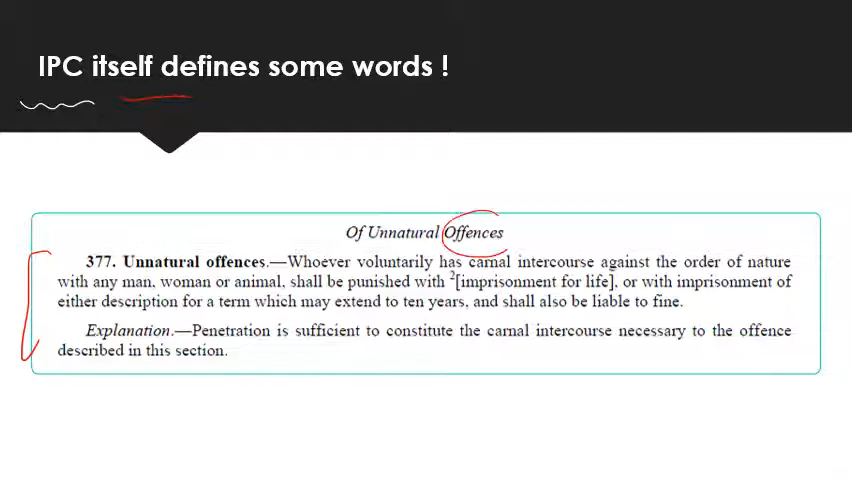 IPC itself defines some words !
Of Unnatural Offences
377. Unnatural offences.—Whoever voluntarily has carnal intercourse against the order of nature
with any man, woman or animal, shall be punished with ²[imprisonment for life], or with imprisonment of
either description for a term which may extend to ten years, and shall also be liable to fine.
Explanation.—Penetration is sufficient to constitute the carnal intercourse necessary to the offence
described in this section.